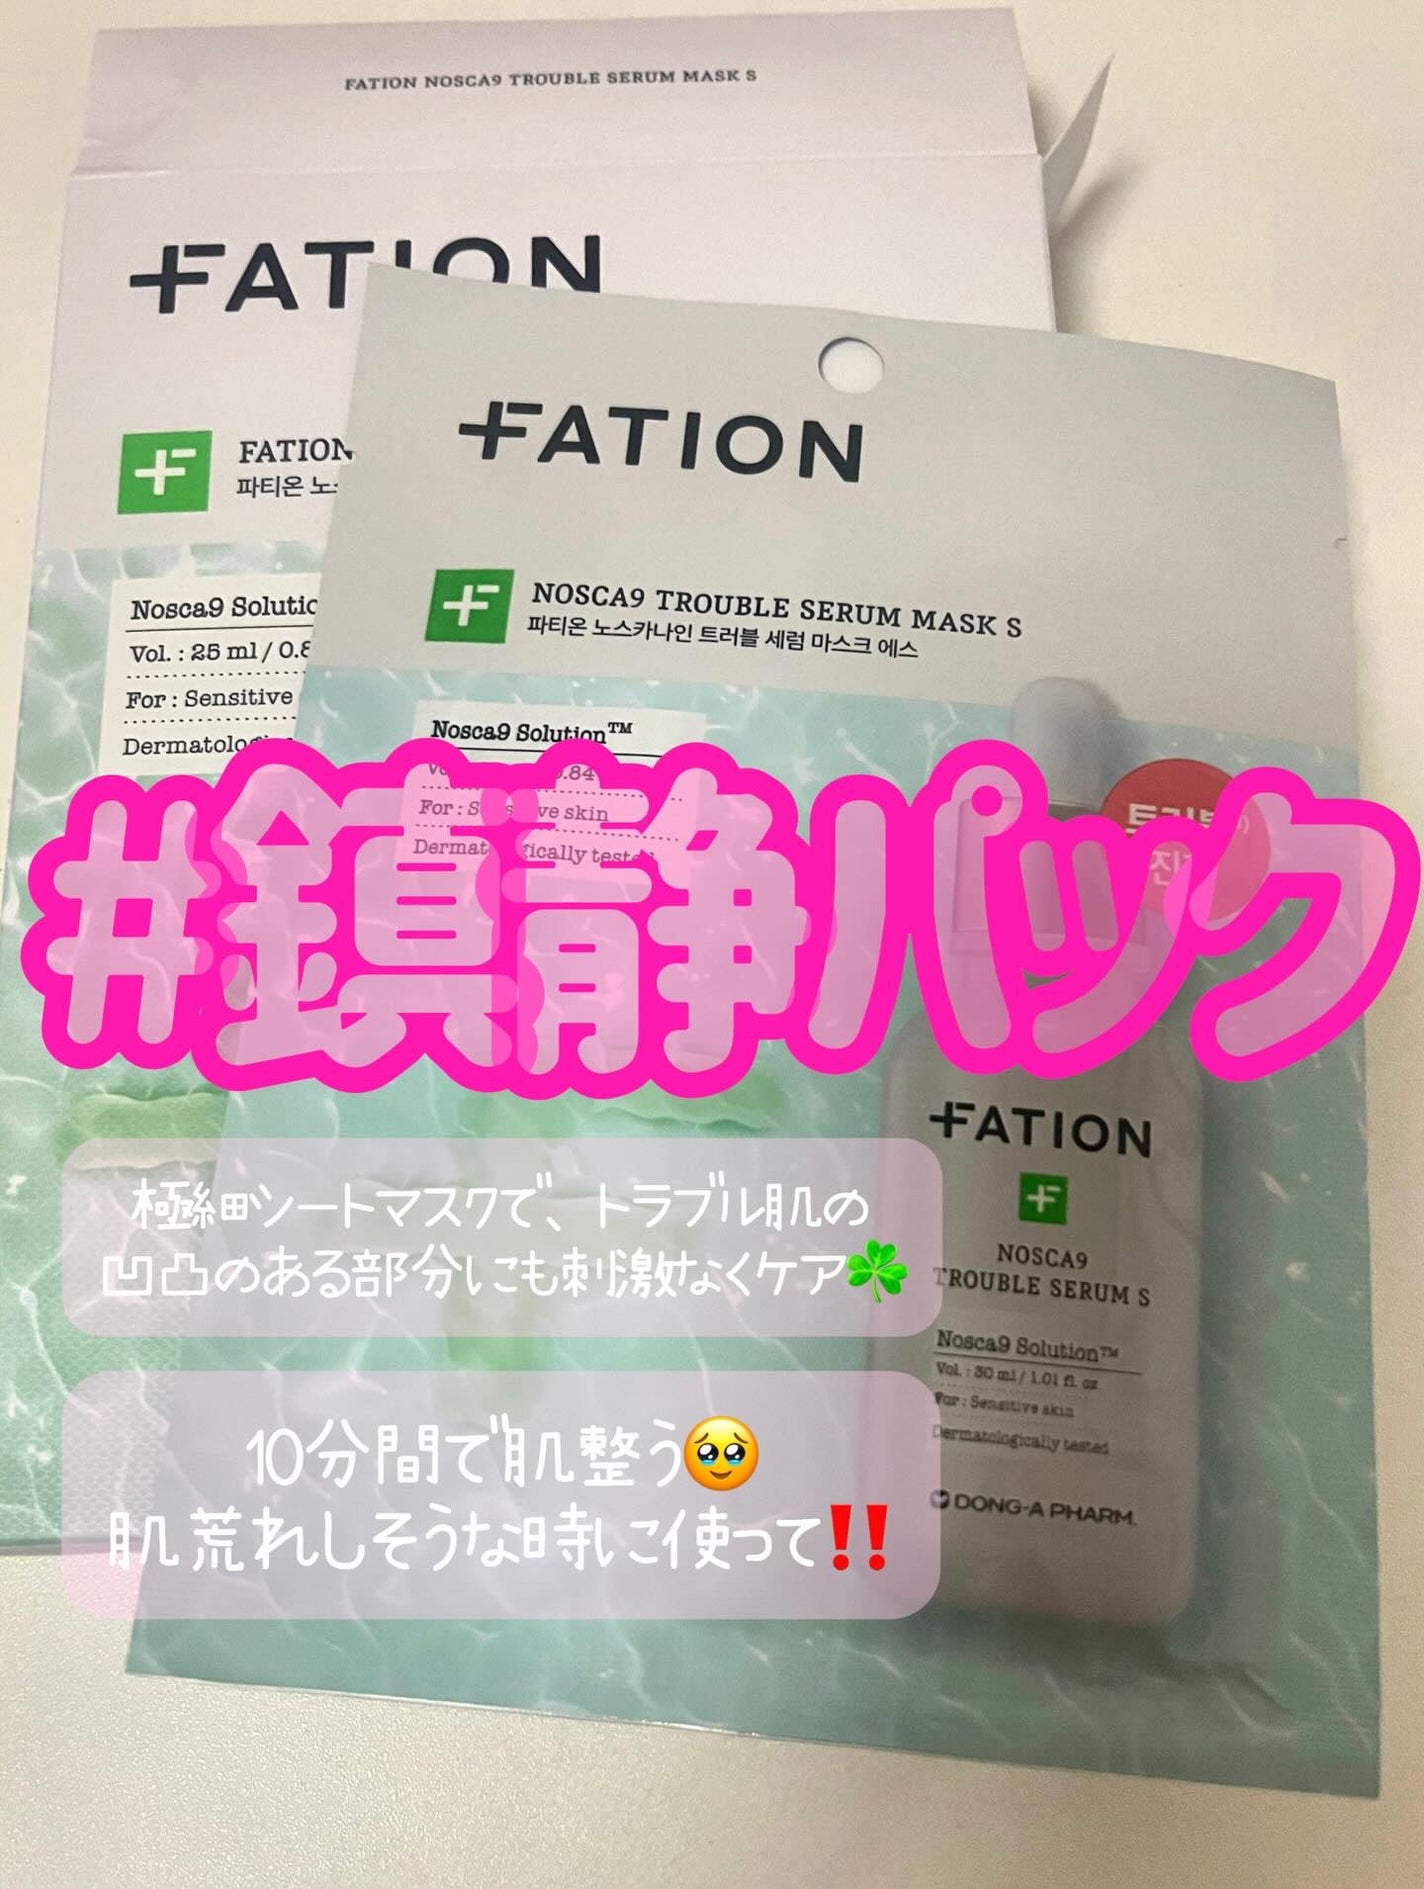 FATION NOSCA9 TROUBLE SERUM MASK S
FATION
FATION
파티온
Nosca9
Vol. : 25 ml /
For : Sensitive
FATION
NOSCA9 TROUBLE SERUM MASK S
파티온 노스카나인 트러블 세럼 마스크 에스
Nosca9 Solution™
For : skin
#鎮静パック
極細シートマスクで、トラブル肌の
凹凸のある部分にも刺激なくケア☘️
10分間で肌整う🥹
肌荒れしそうな時に使って‼️
FATION
NOSCA9
TROUBLE SERUM S
Nosca9 Solution™
Vol. : 30 ml / 1.01 fl. oz
For : Sensitive skin
Dermatologically tested
DONG-A PHARM.